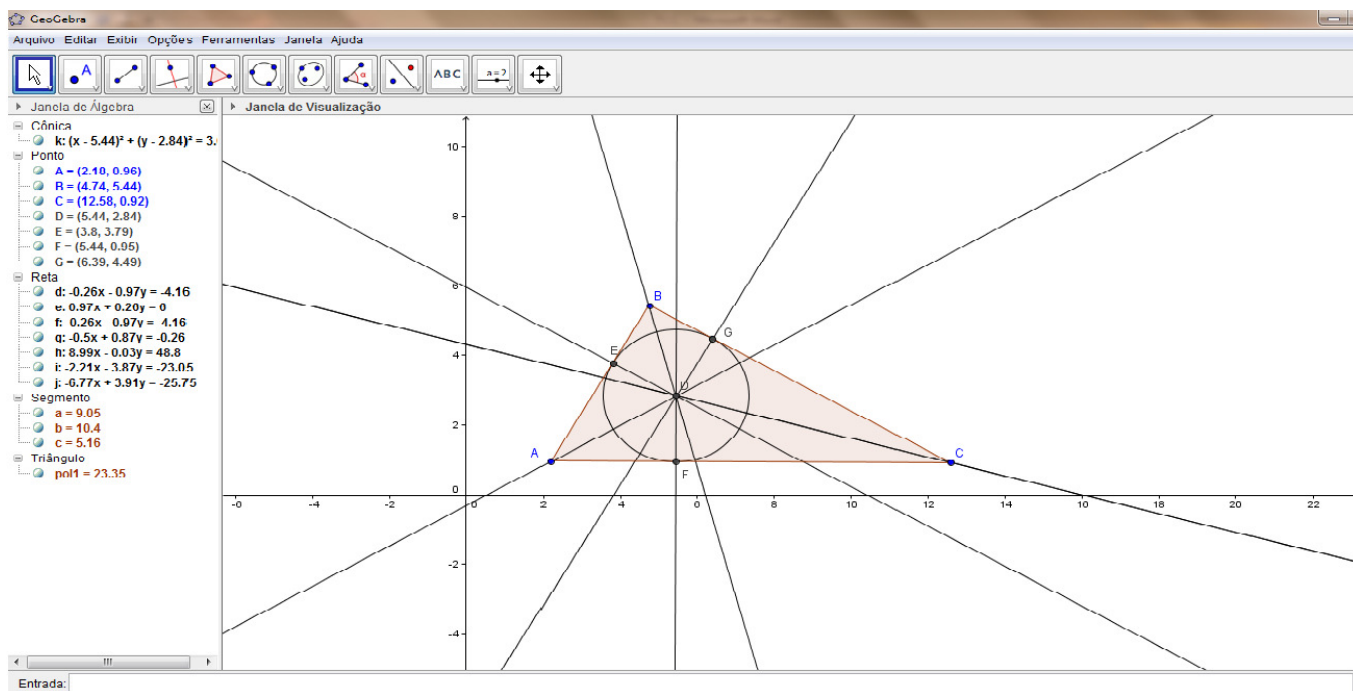 GeoGebra
Arquivo Editar Exibir Opções Ferramentas Janela Ajuda
A
α
ABC
a=2
Janela de Álgebra
Janela de Visualização
Cônica
k: (x - 5.44)² + (y - 2.84)² = 3.
Ponto
A = (2.18, 0.96)
B = (4.74, 5.44)
C = (12.58, 0.92)
D = (5.44, 2.84)
E = (3.8, 3.79)
F = (5.44, 0.95)
G = (6.39, 4.49)
Reta
d: -0.26x - 0.97y = -4.16
f: 0.26x 0.97y = 4.16
g: -0.5x + 0.87y = -0.26
h: 8.99x - 0.03y = 48.8
i: -2.21x - 3.87y = -23.05
j: -6.77x + 3.91y = -25.75
Segmento
a = 9.05
b = 10.4
c = 5.16
Triângulo
pol1 = 23.35
10
8
6
4
2
0
-2
-4
-4 -2 0 2 4 8 10 12 14 16 18 20 22
B
G
E
D
A
C
F
Entrada: